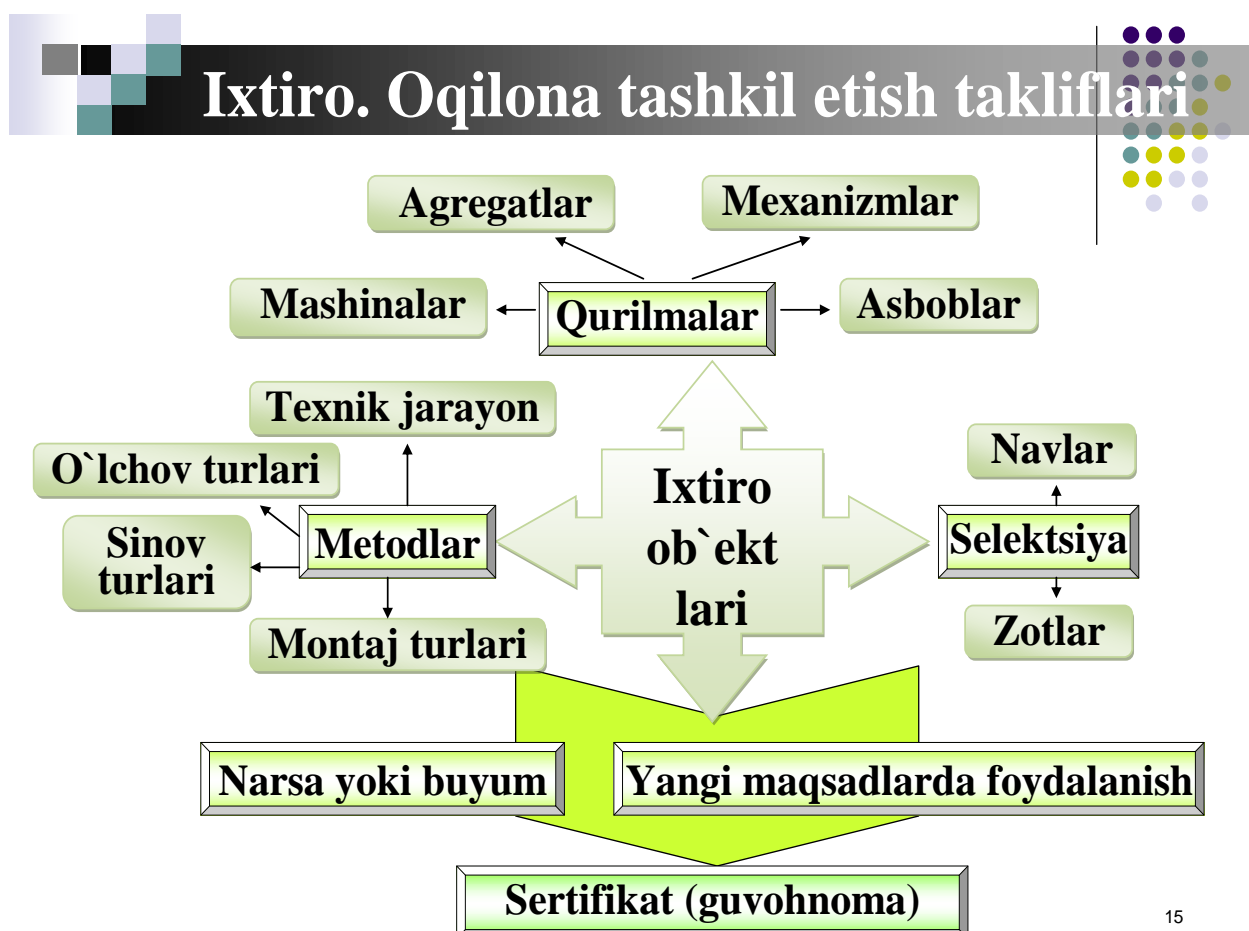 Ixtiro. Oqilona tashkil etish takliflari
Agregatlar
Mexanizmlar
Mashinalar
Qurilmalar
Asboblar
Texnik jarayon
O`lchov turlari
Sinov
turlari
Metodlar
Montaj turlari
Ixtiro
ob`ekt
lari
Navlar
Selektsiya
Zotlar
Narsa yoki buyum
Yangi maqsadlarda foydalanish
Sertifikat (guvohnoma)
15